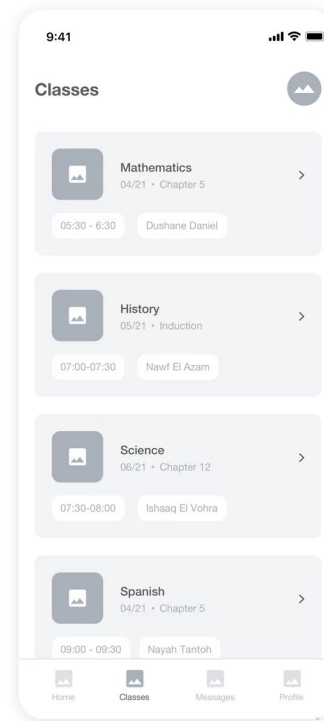 9:41
Classes
Mathematics
04/21 • Chapter 5
05:30 - 6:30 Dushane Daniel
History
05/21 • Induction
07:00-07:30 Nawf El Azam
Science
06/21 • Chapter 12
07:30-08:00 Ishaaq El Vohra
Spanish
04/21 • Chapter 5
09:00 - 09:30 Nayah Tantoh
Home Classes Messages Profile